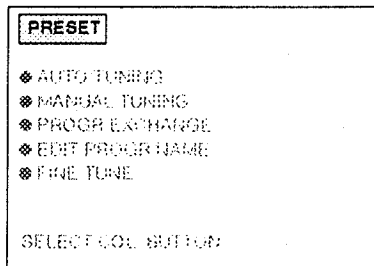 PRESET
AUTO TUNING
MANUAL TUNING
PROGR EXCHANGE
EDIT PROGR NAME
FINE TUNE
SELECT COL. BUTTON